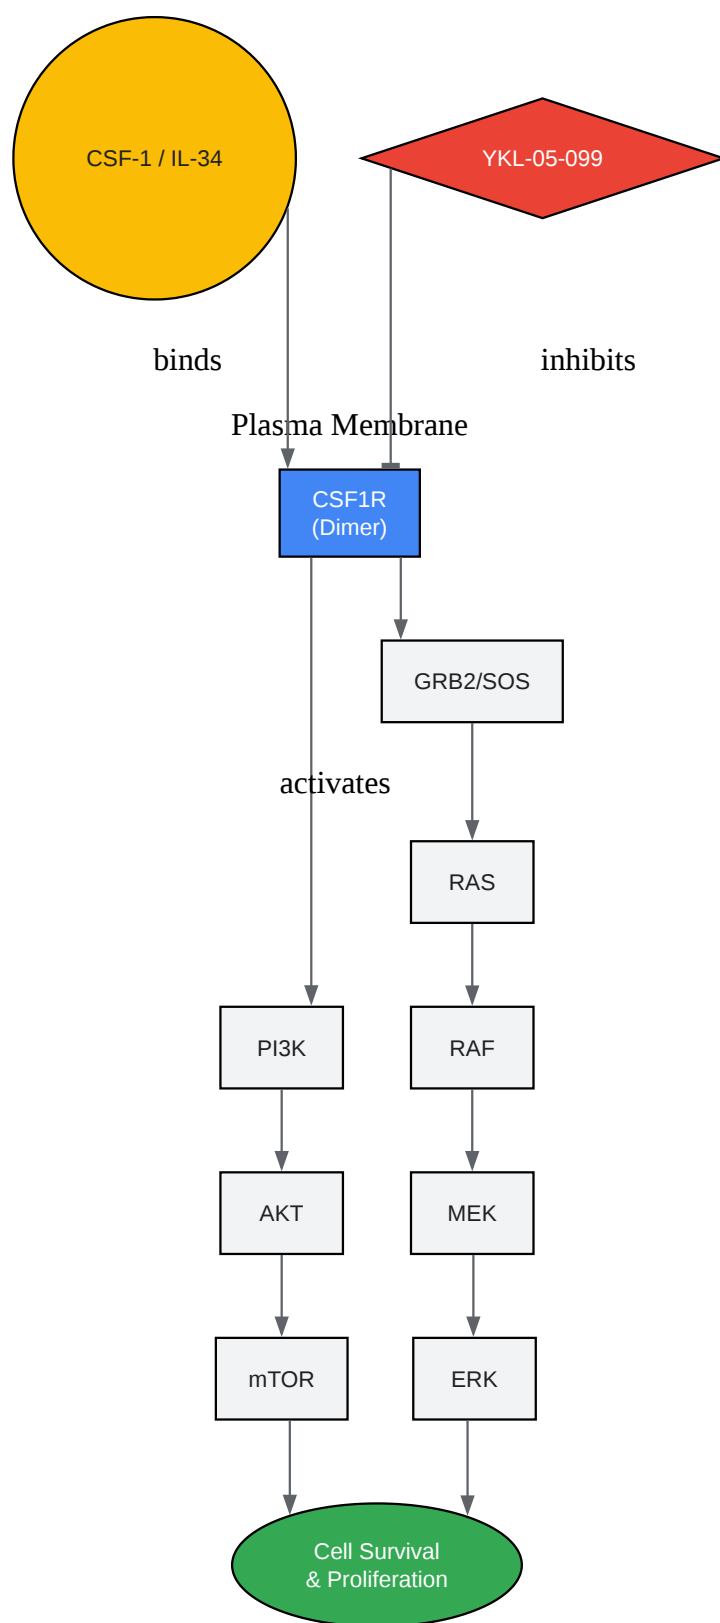 CSF-1 / IL-34
YKL-05-099
binds
inhibits
Plasma Membrane
CSF1R
(Dimer)
GRB2/SOS
activates
RAS
PI3K
RAF
AKT
MEK
mTOR
ERK
Cell Survival
& Proliferation